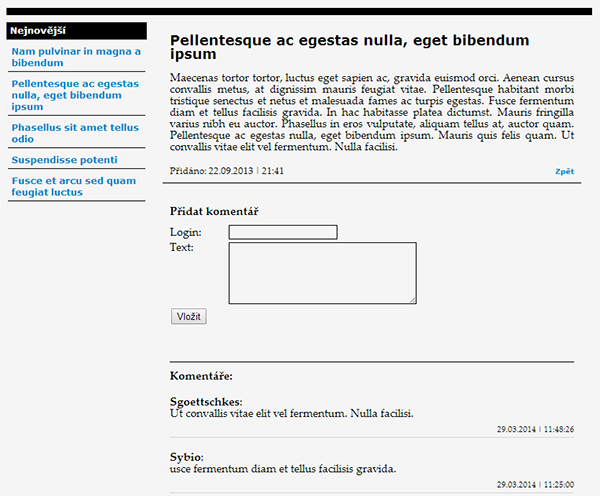 Nejnovější
Nam pulvinar in magna a
bibendum
Pellentesque ac egestas
nulla, eget bibendum
ipsum
Phasellus sit amet tellus
odio
Suspendisse potenti
Fusce et arcu sed quam
feugiat luctus
Pellentesque ac egestas nulla, eget bibendum
ipsum
Maecenas tortor tortor, luctus eget sapien ac, gravida euismod orci. Aenean cursus
convallis metus, at dignissim mauris feugiat vitae. Pellentesque habitant morbi
tristique senectus et netus et malesuada fames ac turpis egestas. Fusce fermentum
diam et tellus facilisis gravida. In hac habitasse platea dictumst. Mauris fringilla
varius nibh eu auctor. Phasellus in eros vulputate, aliquam tellus at, auctor quam.
Pellentesque ac egestas nulla, eget bibendum ipsum. Mauris quis felis quam. Ut
convallis vitae elit vel fermentum. Nulla facilisi.
Přidáno: 22.09.2013 | 21:41 Zpět
Přidat komentář
Login:
Text:
Vložit
Komentáře:
Sgoettschkes:
Ut convallis vitae elit vel fermentum. Nulla facilisi.
29.03.2014 | 11:48:26
Sybio:
usce fermentum diam et tellus facilisis gravida.
29.03.2014 | 11:25:00